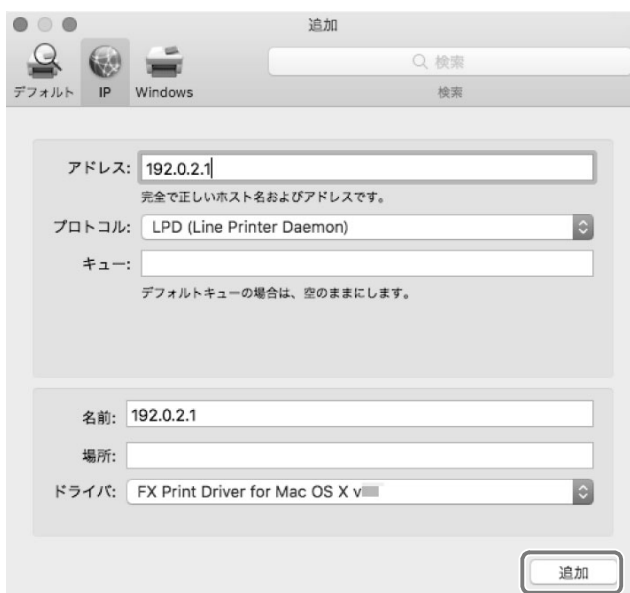 追加
検索
デフォルト IP Windows 検索
アドレス: 192.0.2.1
完全で正しいホスト名およびアドレスです。
プロトコル: LPD (Line Printer Daemon)
キュー:
デフォルトキューの場合は、空のままにします。
名前: 192.0.2.1
場所:
ドライバ: FX Print Driver for Mac OS X v
追加